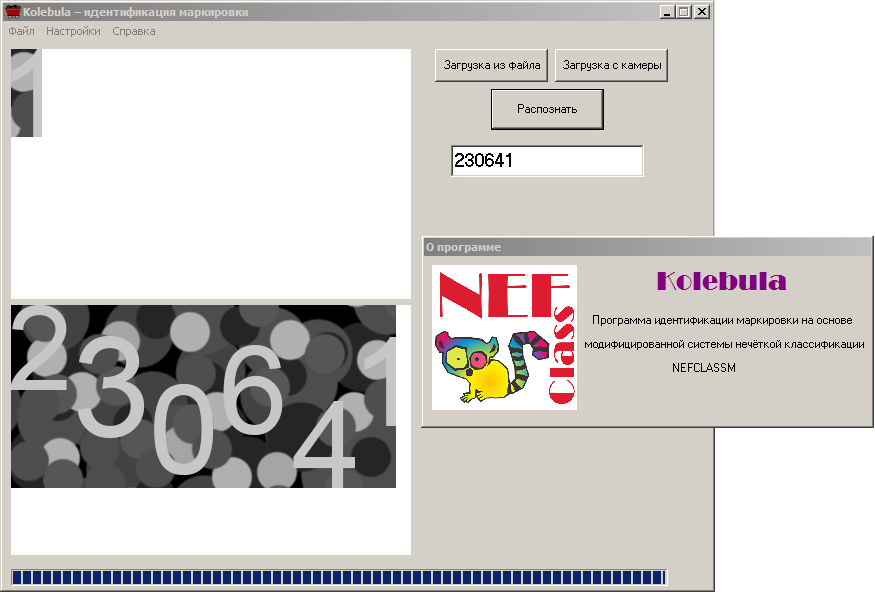 Kolebula – идентификация маркировки
Файл Настройки Справка
1
Загрузка из файла
Загрузка с камеры
Распознать
230641
230641
О программе
NEF
Class
Kolebula
Программа идентификации маркировки на основе
модифицированной системы нечёткой классификации
NEFCLASSM